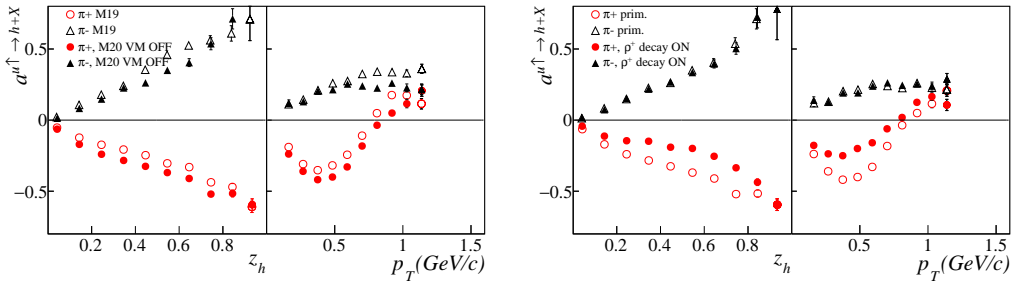 a^{u↑ → h+X}
π+ M19
π- M19
π+, M20 VM OFF
π-, M20 VM OFF
0.5
0
−0.5
0.2 0.4 0.6 0.8
z_h
0.5 1 1.5
p_T (GeV/c)
a^{u↑ → h+X}
π+ prim.
π- prim.
π+, ρ⁺ decay ON
π-, ρ⁺ decay ON
0.5
0
−0.5
0.2 0.4 0.6 0.8
z_h
0.5 1 1.5
p_T (GeV/c)